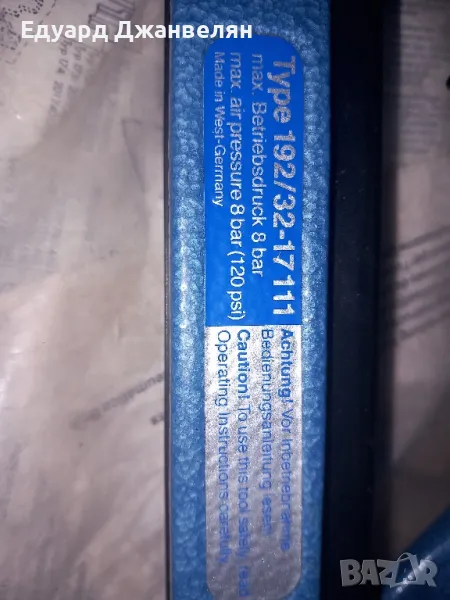 Едуард Джанвелян
Type 192/32-17111
max. Betriebsdruck 8 bar
max. air pressure 8 bar (120 psi)
Made in West-Germany
Achtung! Vor Inbetriebnahme
Bedienungsanleitung lesen
Caution! To use this tool safely, read
Operating Instructions carefully.
BAZAR